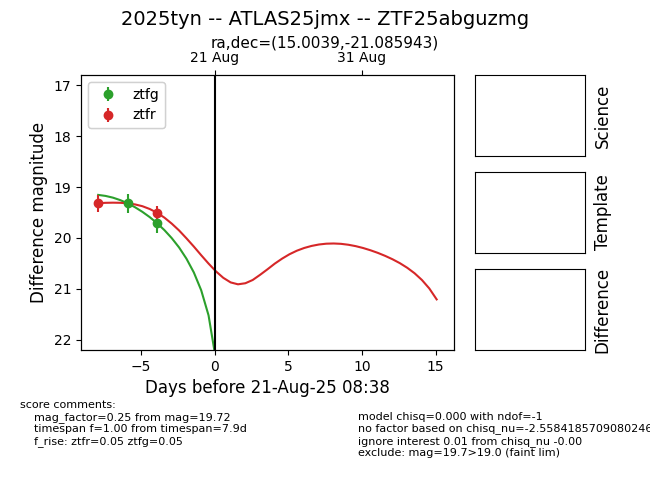 2025tyn -- ATLAS25jmx -- ZTF25abguzmg
ra,dec=(15.0039,-21.085943)
21 Aug
31 Aug
ztfg
ztfr
17
18
19
20
21
22
Difference magnitude
−5
0
5
10
15
Days before 21-Aug-25 08:38
Science
Template
Difference
score comments:
mag_factor=0.25 from mag=19.72
timespan f=1.00 from timespan=7.9d
f_rise: ztfr=0.05 ztfg=0.05
model chisq=0.000 with ndof=-1
no factor based on chisq_nu=-2.5584185709080246
ignore interest 0.01 from chisq_nu -0.00
exclude: mag=19.7>19.0 (faint lim)